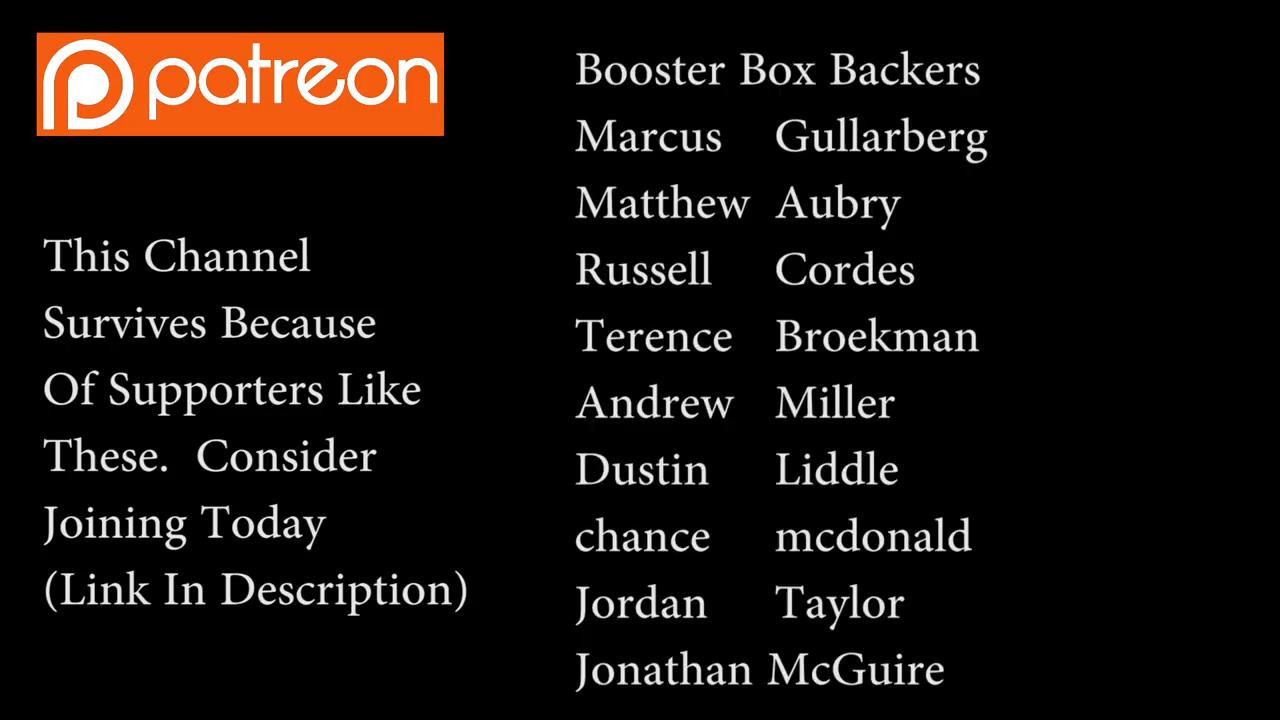 patreon
This Channel
Survives Because
Of Supporters Like
These.  Consider
Joining Today
(Link In Description)
Booster Box Backers
Marcus Gullarberg
Matthew Aubry
Russell Cordes
Terence Broekman
Andrew Miller
Dustin Liddle
chance mcdonald
Jordan Taylor
Jonathan McGuire